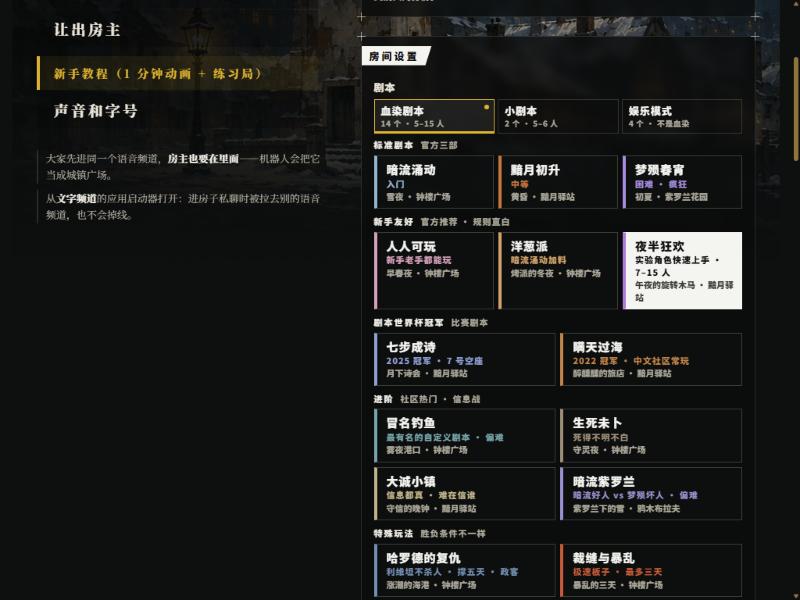 让出房主
新手教程（1 分钟动画 + 练习局）
声音和字号
大家先进同一个语音频道，房主也要在里面——机器人会把它
当成城镇广场。
从文字频道的应用启动器打开：进房子私聊时被拉去别的语音
频道，也不会掉线。
房间设置
剧本
血染剧本
14 个 · 5–15 人
小剧本
2 个 · 5–6 人
娱乐模式
4 个 · 不是血染
标准剧本 官方三部
暗流涌动
入门
雪夜 · 钟楼广场
黯月初升
中等
黄昏 · 黯月驿站
梦殒春宵
困难 · 疯狂
初夏 · 紫罗兰花园
新手友好 官方推荐 · 规则直白
人人可玩
新手老手都能玩
早春夜 · 钟楼广场
洋葱派
暗流涌动加料
烤派的冬夜 · 钟楼广场
夜半狂欢
实验角色快速上手 ·
7–15 人
午夜的旋转木马 · 黯月驿
站
剧本世界杯冠军 比赛剧本
七步成诗
2025 冠军 · 7 号空座
月下诗会 · 黯月驿站
瞒天过海
2022 冠军 · 中文社区常玩
醉醺醺的旅店 · 黯月驿站
进阶 社区热门 · 信息战
冒名钓鱼
最有名的自定义剧本 · 偏难
雾夜港口 · 钟楼广场
生死未卜
死得不明不白
守灵夜 · 钟楼广场
大诚小镇
信息都真 · 难在信谁
守信的晚钟 · 黯月驿站
暗流紫罗兰
暗流好人 vs 梦殒坏人 · 偏难
紫罗兰下的雪 · 鸦木布拉夫
特殊玩法 胜负条件不一样
哈罗德的复仇
利维坦不杀人 · 撑五天 · 政客
涨潮的海港 · 钟楼广场
裁缝与暴乱
极速板子 · 最多三天
暴乱的三天 · 钟楼广场